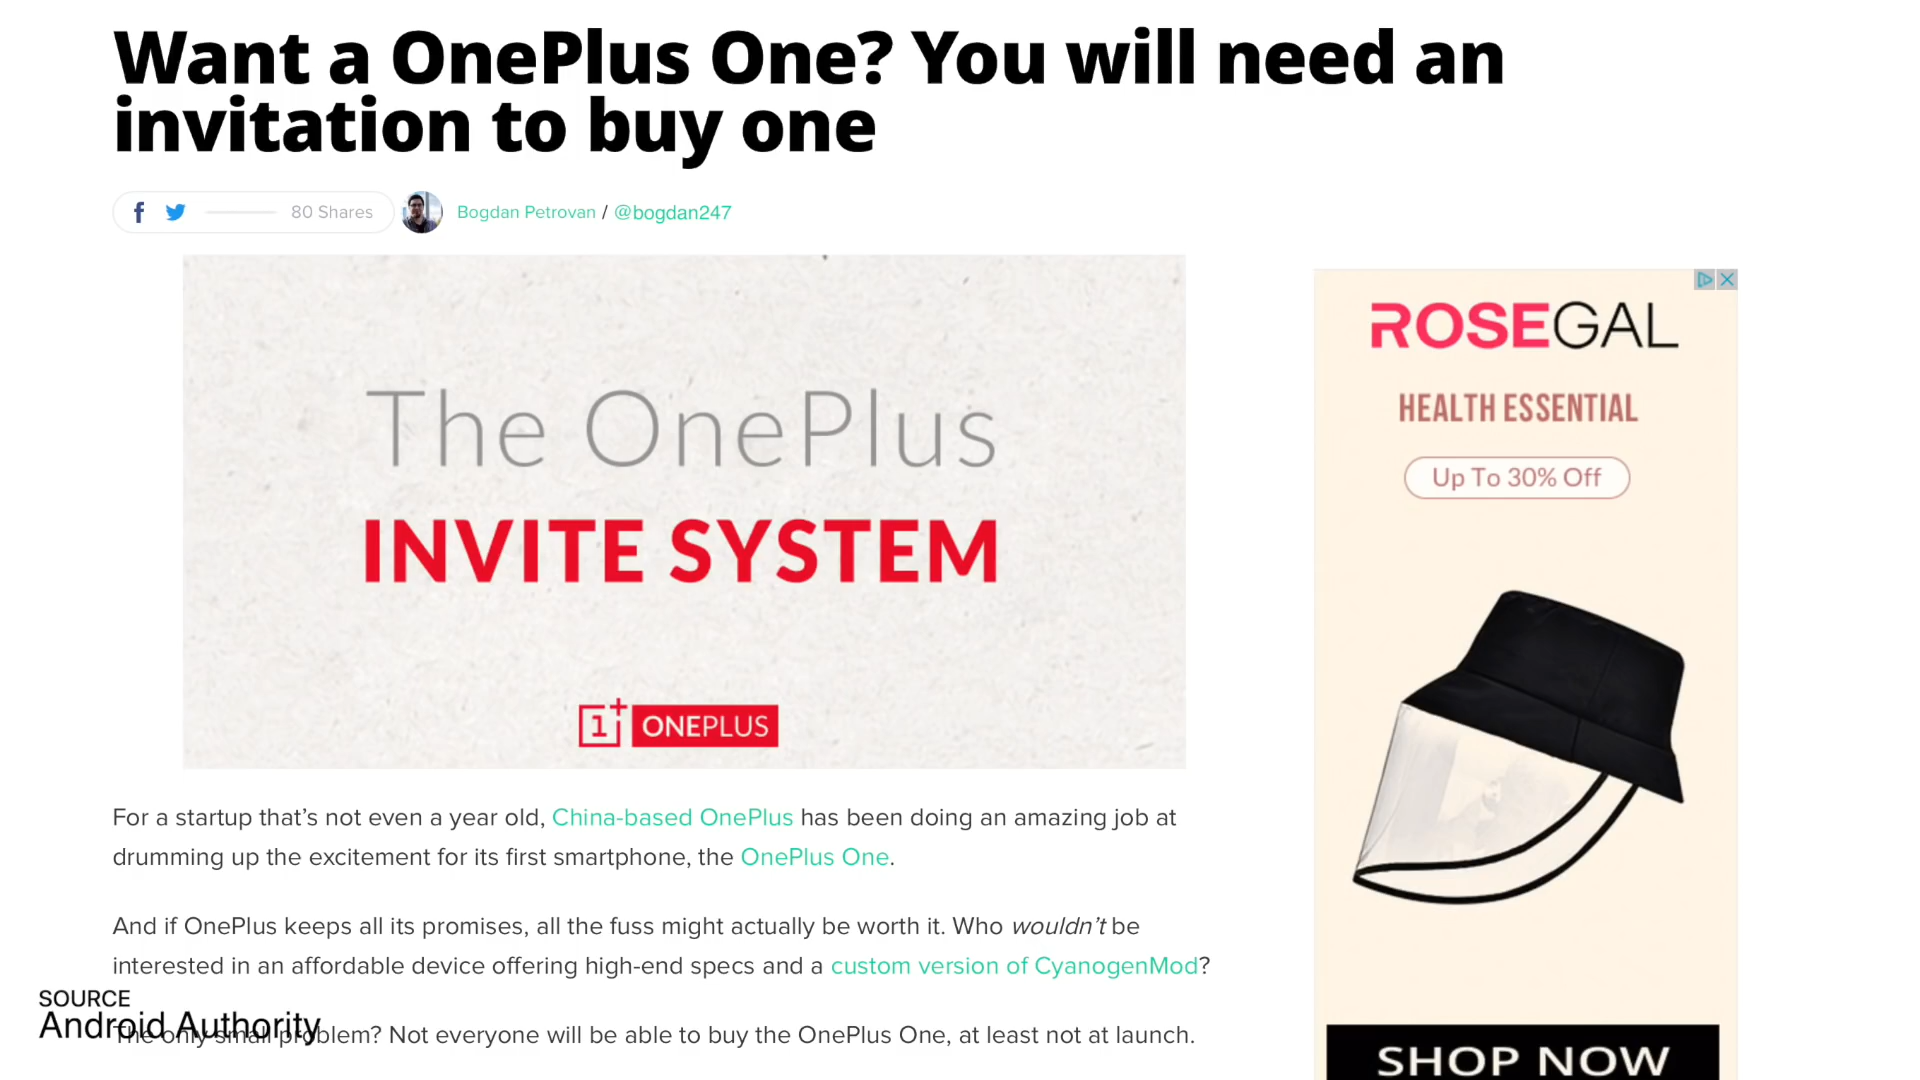 Want a OnePlus One? You will need an
invitation to buy one
80 Shares
Bogdan Petrovan / @bogdan247
The OnePlus
INVITE SYSTEM
1+ ONEPLUS
For a startup that’s not even a year old, China-based OnePlus has been doing an amazing job at
drumming up the excitement for its first smartphone, the OnePlus One.
And if OnePlus keeps all its promises, all the fuss might actually be worth it. Who wouldn’t be
interested in an affordable device offering high-end specs and a custom version of CyanogenMod?
The only small problem? Not everyone will be able to buy the OnePlus One, at least not at launch.
SOURCE
Android Authority
ROSEGAL
HEALTH ESSENTIAL
Up To 30% Off
SHOP NOW